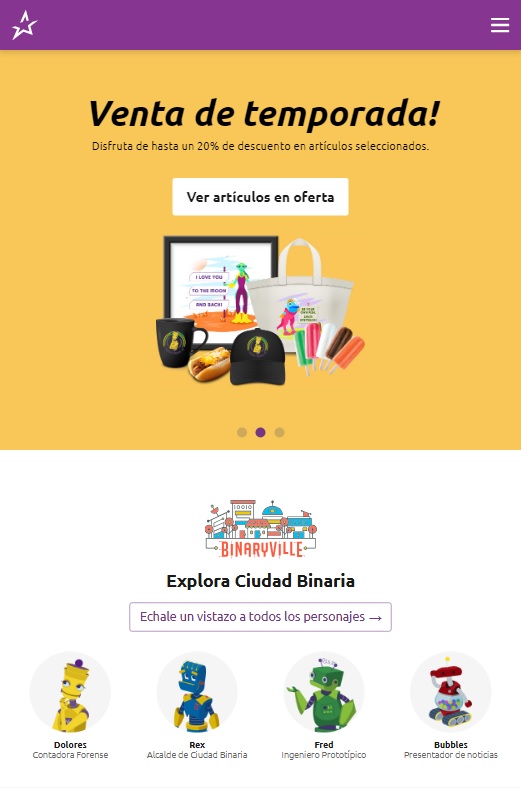 Venta de temporada!
Disfruta de hasta un 20% de descuento en artículos seleccionados.
Ver artículos en oferta
I LOVE YOU
TO THE MOON
AND BACK!
10010
BINARYVILLE
Explora Ciudad Binaria
Echale un vistazo a todos los personajes →
Dolores
Contadora Forense
Rex
Alcalde de Ciudad Binaria
Fred
Ingeniero Prototípico
Bubbles
Presentador de noticias